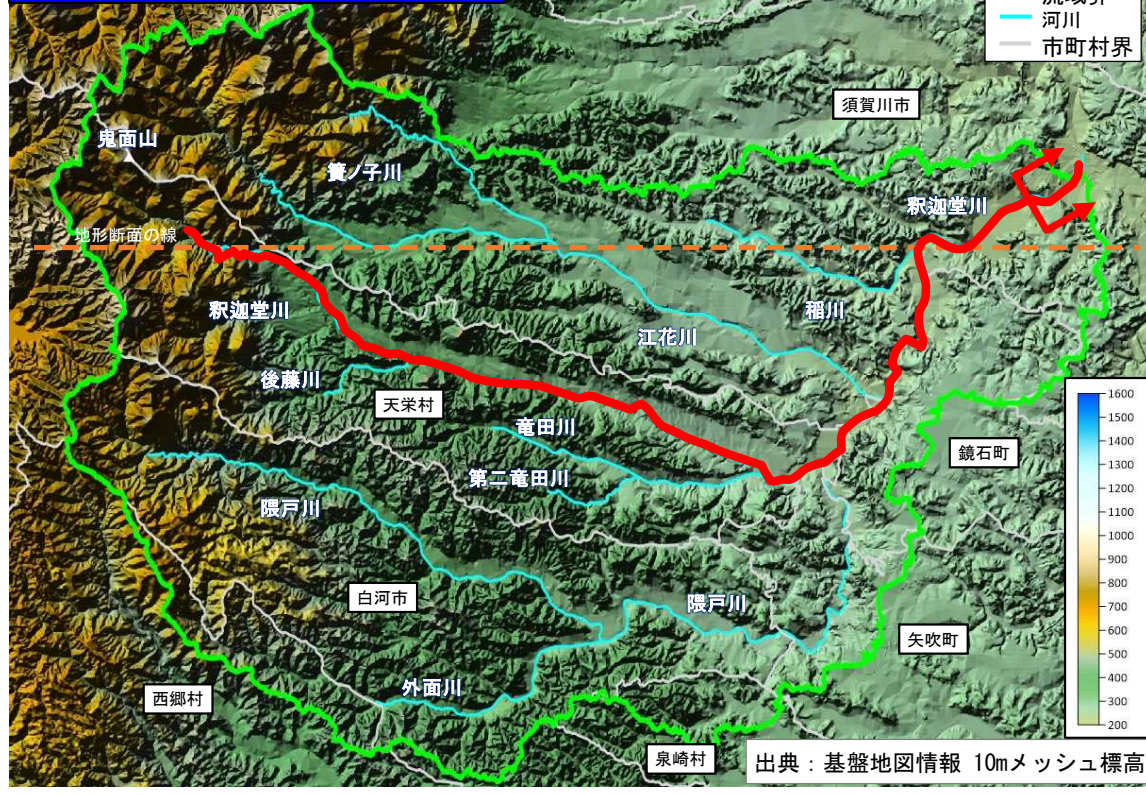 河川
市町村界
須賀川市
鬼面山
簀ノ子川
釈迦堂川
地形断面の線
釈迦堂川
稲川
江花川
後藤川
天栄村
竜田川
第二竜田川
鏡石町
隈戸川
白河市
隈戸川
矢吹町
外面川
西郷村
泉崎村
1600
1500
1400
1300
1200
1100
1000
900
800
700
600
500
400
300
200
出典：基盤地図情報 10mメッシュ標高